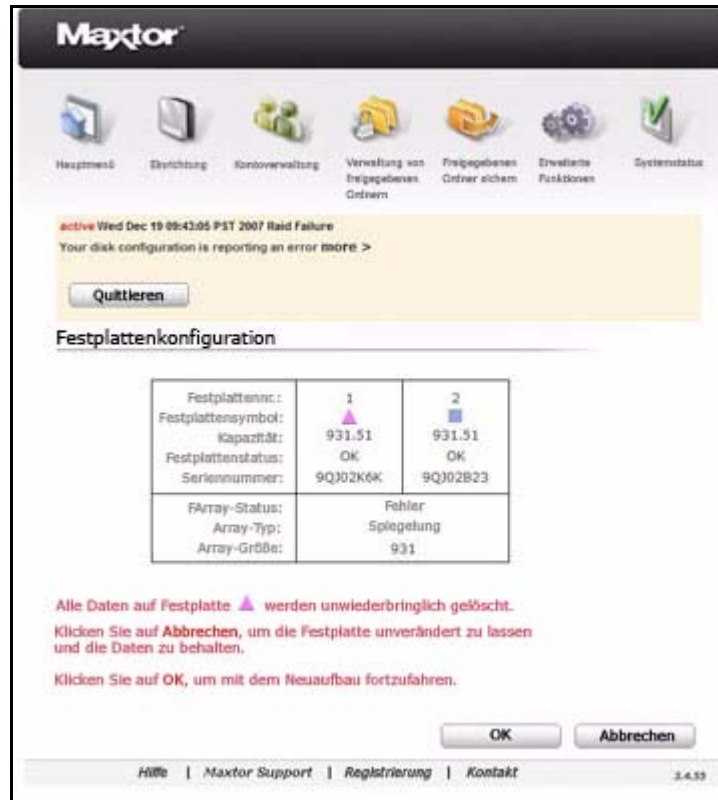 Maxtor
Hauptmenü
Einrichtung
Kontoverwaltung
Verwaltung von
freigegebenen
Ordnern
Freigegebenen
Ordner sichern
Erweiterte
Funktionen
Systemstatus
active Wed Dec 19 09:43:05 PST 2007 Raid Failure
Your disk configuration is reporting an error more >
Quittieren
Festplattenkonfiguration
Festplattennr.: 1 2
Festplattensymbol:
Kapazität: 931.51 931.51
Festplattenstatus: OK OK
Seriennummer: 9QJ02K6K 9QJ02B23
FArray-Status: Fehler
Array-Typ: Spiegelung
Array-Größe: 931
Alle Daten auf Festplatte werden unwiederbringlich gelöscht.
Klicken Sie auf Abbrechen, um die Festplatte unverändert zu lassen
und die Daten zu behalten.
Klicken Sie auf OK, um mit dem Neuaufbau fortzufahren.
OK Abbrechen
Hilfe | Maxtor Support | Registrierung | Kontakt